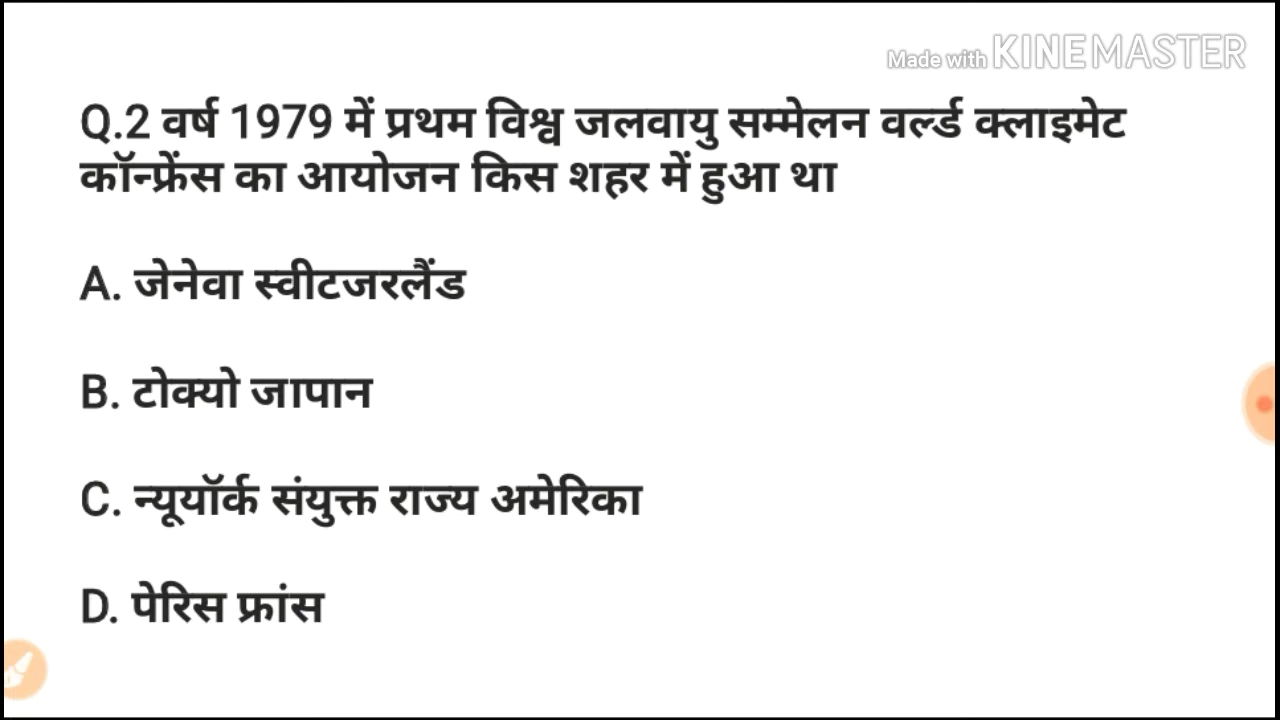 Made with KINEMASTER
Q.2 वर्ष 1979 में प्रथम विश्व जलवायु सम्मेलन वर्ल्ड क्लाइमेट
कॉन्फ्रेंस का आयोजन किस शहर में हुआ था
A. जेनेवा स्वीटजरलैंड
B. टोक्यो जापान
C. न्यूयॉर्क संयुक्त राज्य अमेरिका
D. पेरिस फ्रांस